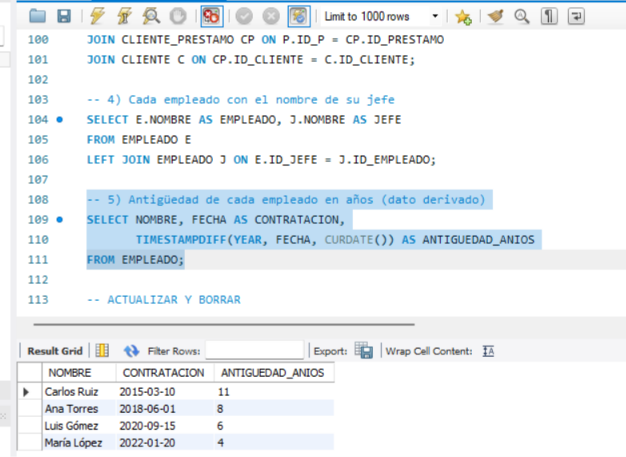 Limit to 1000 rows
100 JOIN CLIENTE_PRESTAMO CP ON P.ID_P = CP.ID_PRESTAMO
101 JOIN CLIENTE C ON CP.ID_CLIENTE = C.ID_CLIENTE;
102
103 -- 4) Cada empleado con el nombre de su jefe
104 SELECT E.NOMBRE AS EMPLEADO, J.NOMBRE AS JEFE
105 FROM EMPLEADO E
106 LEFT JOIN EMPLEADO J ON E.ID_JEFE = J.ID_EMPLEADO;
107
108 -- 5) Antigüedad de cada empleado en años (dato derivado)
109 SELECT NOMBRE, FECHA AS CONTRATACION,
110 TIMESTAMPDIFF(YEAR, FECHA, CURDATE()) AS ANTIGUEDAD_ANIOS
111 FROM EMPLEADO;
112
113 -- ACTUALIZAR Y BORRAR
Result Grid Filter Rows: Export: Wrap Cell Content:
NOMBRE CONTRATACION ANTIGUEDAD_ANIOS
Carlos Ruiz 2015-03-10 11
Ana Torres 2018-06-01 8
Luis Gómez 2020-09-15 6
María López 2022-01-20 4